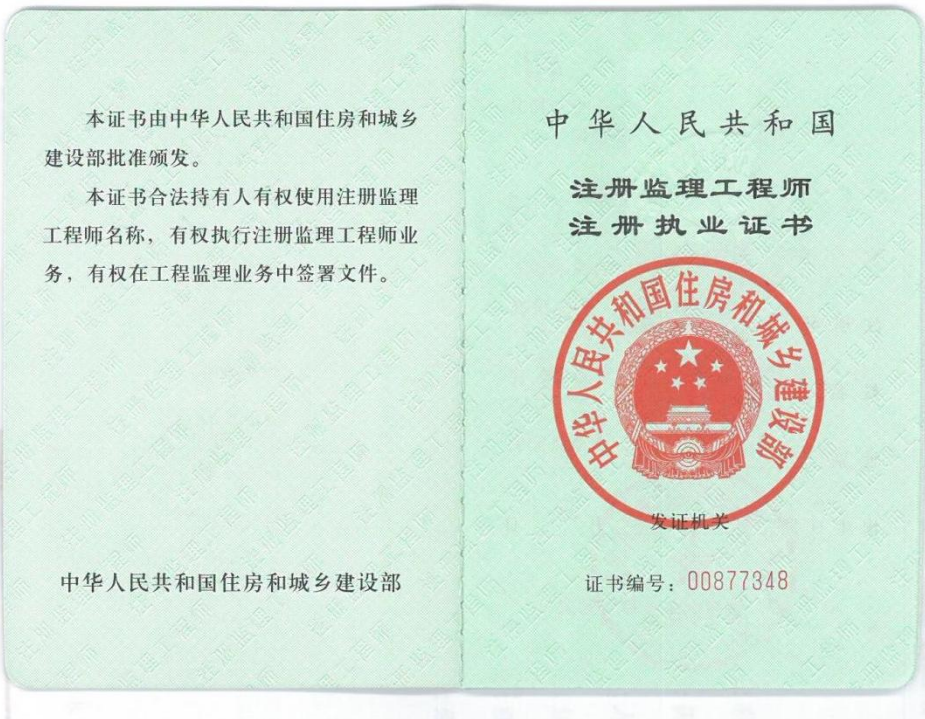 本证书由中华人民共和国住房和城乡
建设部批准颁发。
本证书合法持有人有权使用注册监理
工程师名称，有权执行注册监理工程师业
务，有权在工程监理业务中签署文件。
中华人民共和国住房和城乡建设部
中华人民共和国
注册监理工程师
注册执业证书
中华人民共和国住房和城乡建设部
发证机关
证书编号：00877348